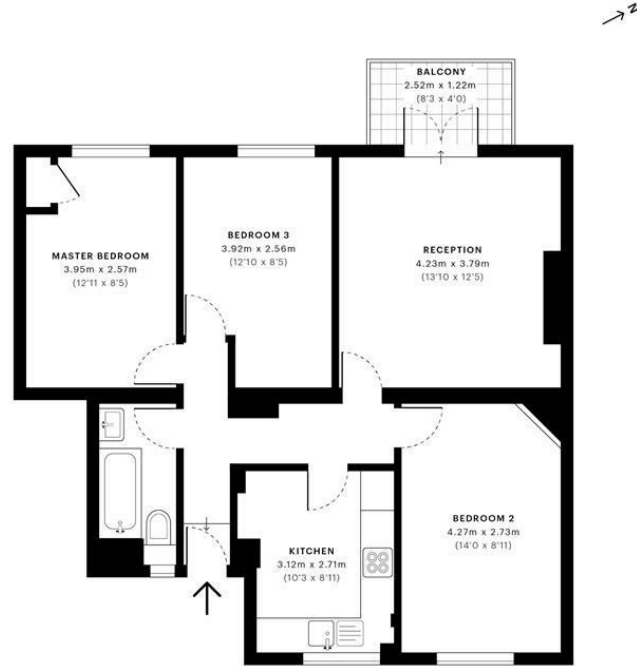 N
BALCONY
2.52m x 1.22m
(8'3 x 4'0)
BEDROOM 3
3.92m x 2.56m
(12'10 x 8'5)
MASTER BEDROOM
3.95m x 2.57m
(12'11 x 8'5)
RECEPTION
4.23m x 3.79m
(13'10 x 12'5)
BEDROOM 2
4.27m x 2.73m
(14'0 x 8'11)
KITCHEN
3.12m x 2.71m
(10'3 x 8'11)